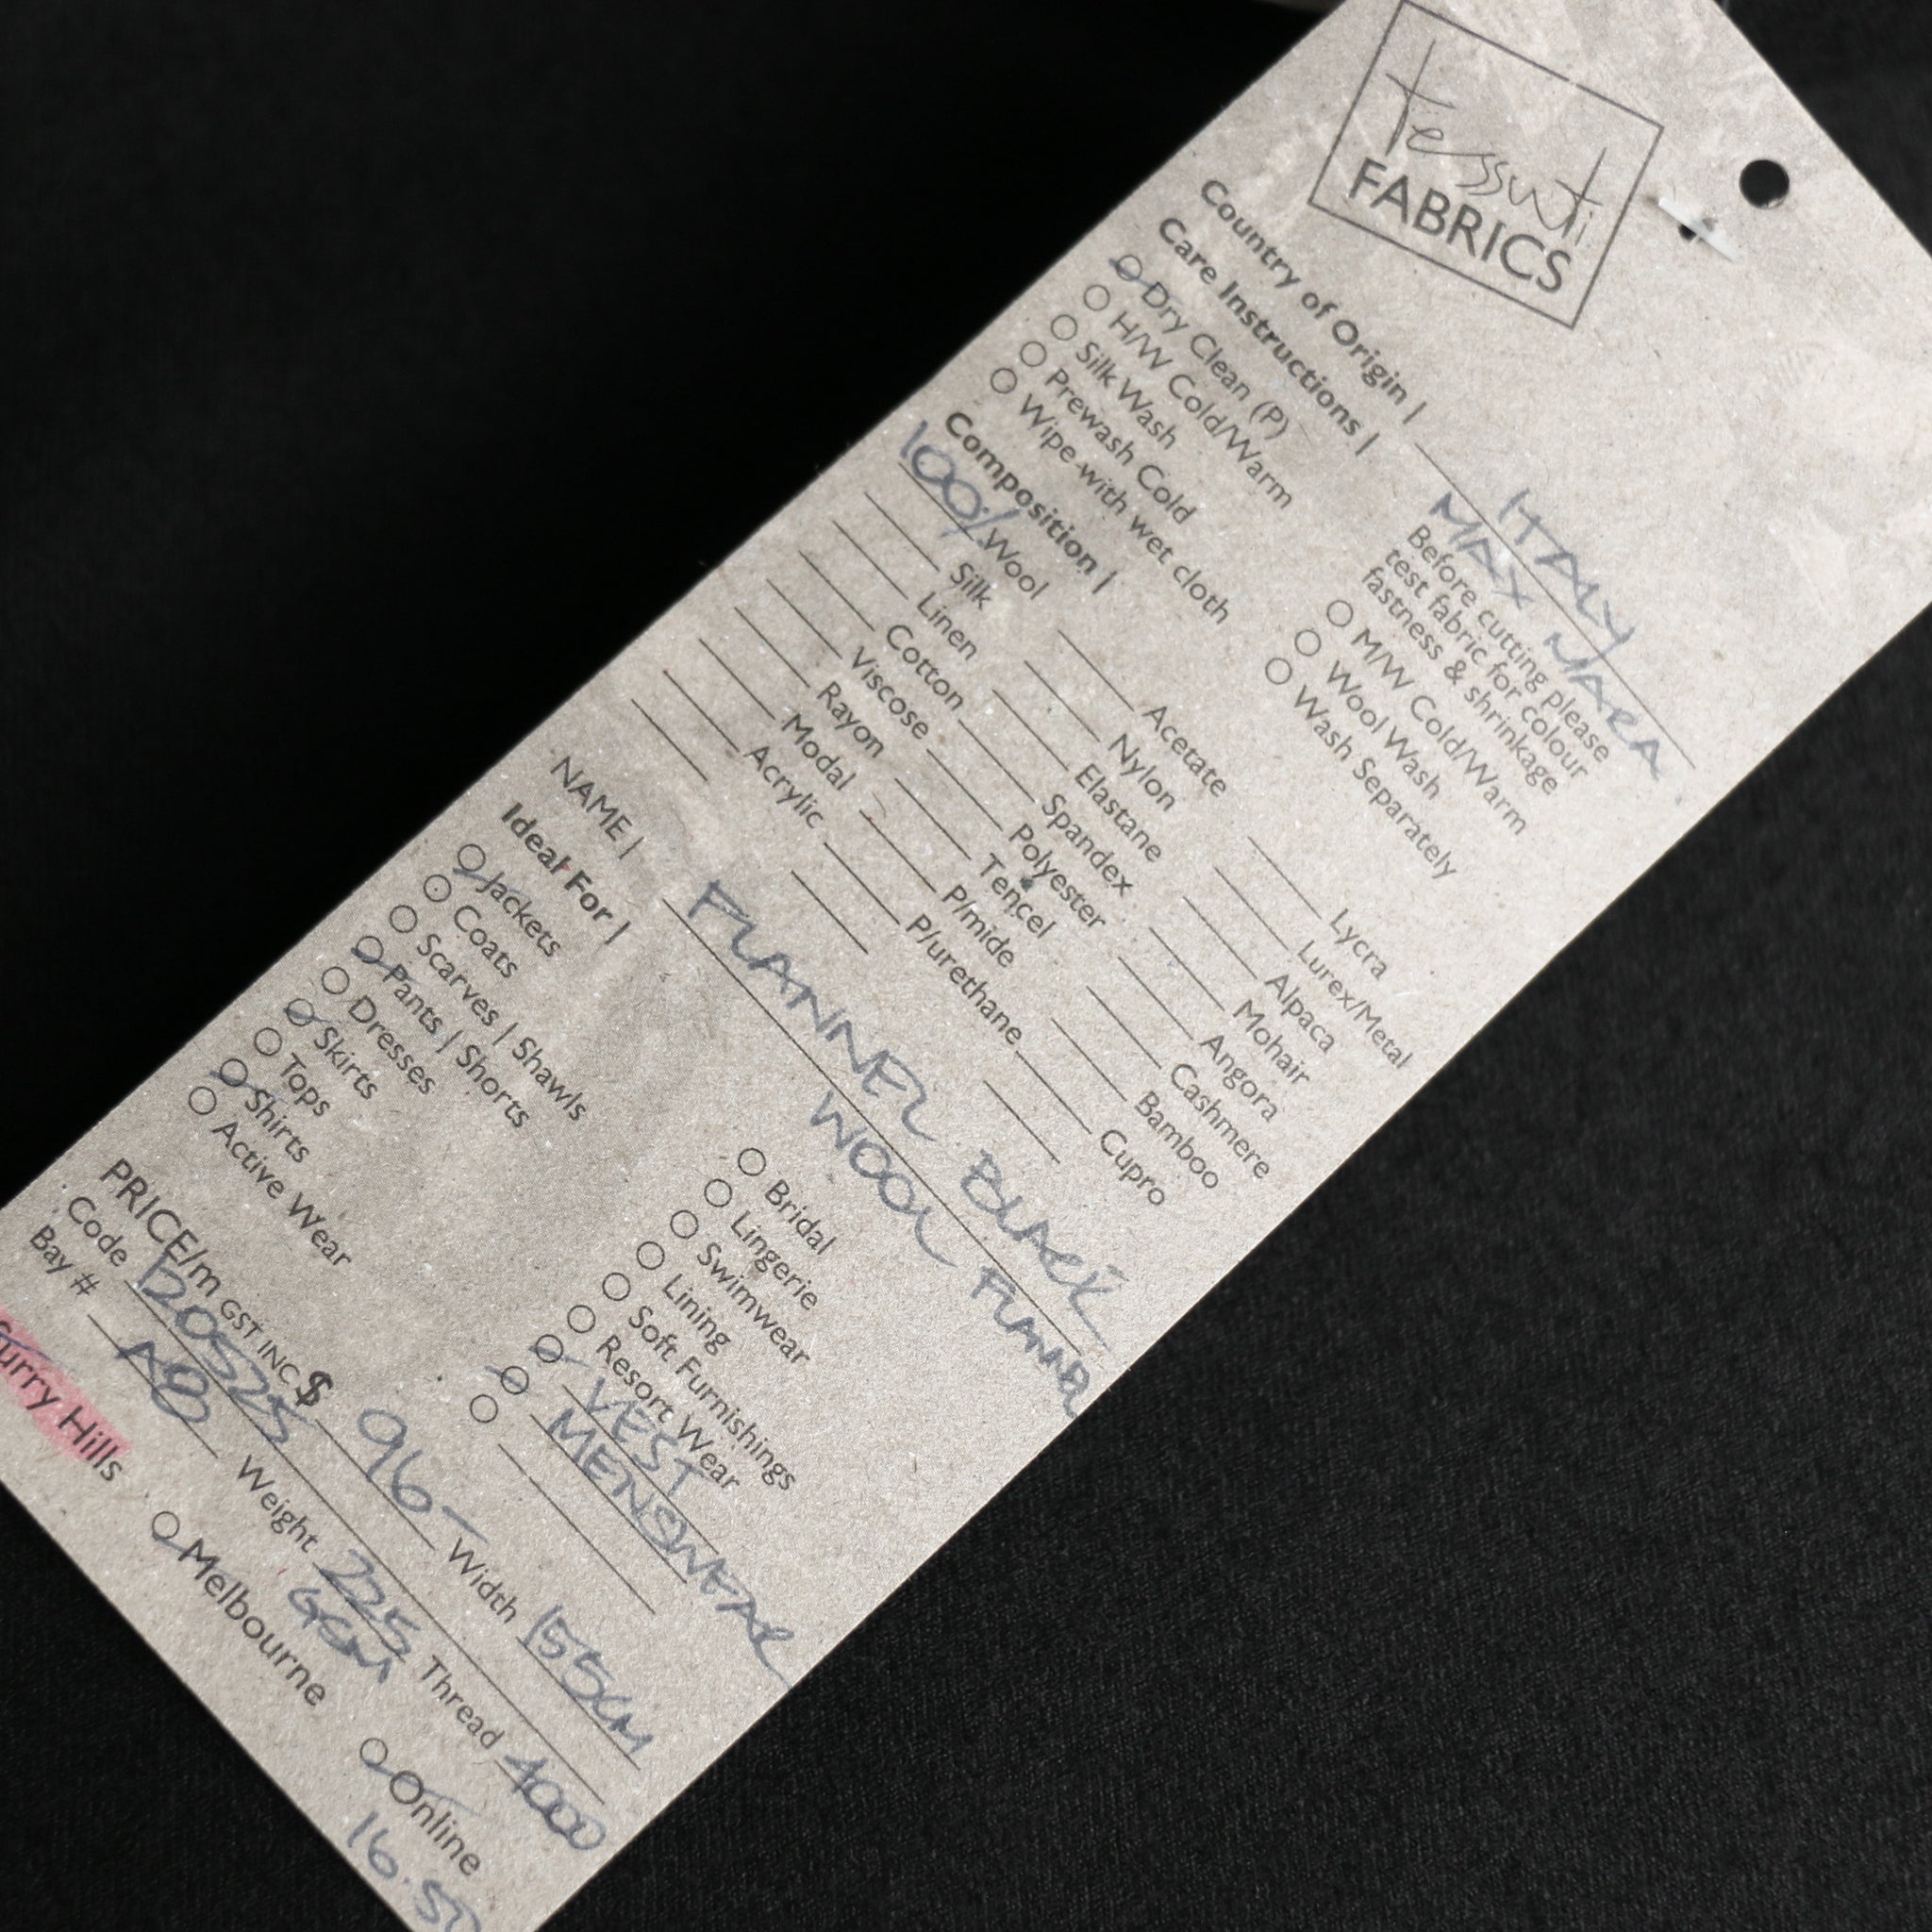 tessuti
FABRICS
Country of Origin | ITALY
MAX MARA
Care Instructions |
Before cutting please
test fabric for colour
fastness & shrinkage
Dry Clean (P)
H/W Cold/Warm
Silk Wash
Prewash Cold
Wipe with wet cloth
M/W Cold/Warm
Wool Wash
Wash Separately
Composition |
100% Wool
Silk
Linen
Cotton
Viscose
Rayon
Modal
Acrylic
Acetate
Nylon
Elastane
Spandex
Polyester
Tencel
P/mide
P/urethane
Lycra
Lurex/Metal
Alpaca
Mohair
Angora
Cashmere
Bamboo
Cupro
NAME | FLANNEL BLACK
WOOL FLANNEL
Ideal For |
Jackets
Coats
Scarves | Shawls
Pants | Shorts
Dresses
Skirts
Tops
Shirts
Active Wear
Bridal
Lingerie
Swimwear
Lining
Soft Furnishings
Resort Wear
VEST
MENSWEAR
PRICE/m GST INC $ 96- Width 155cm
Code 120525 Weight 225 GSM Thread 4000
Bay # A8
Surry Hills Melbourne Online
16.50